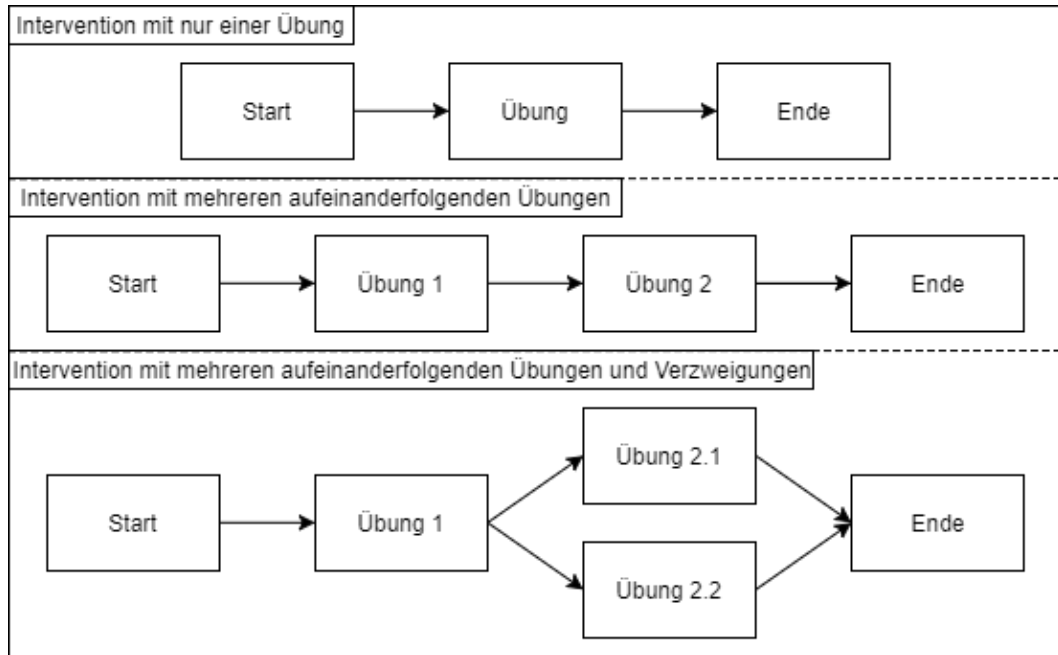 Intervention mit nur einer Übung
Start
Übung
Ende
Intervention mit mehreren aufeinanderfolgenden Übungen
Start
Übung 1
Übung 2
Ende
Intervention mit mehreren aufeinanderfolgenden Übungen und Verzweigungen
Start
Übung 1
Übung 2.1
Übung 2.2
Ende